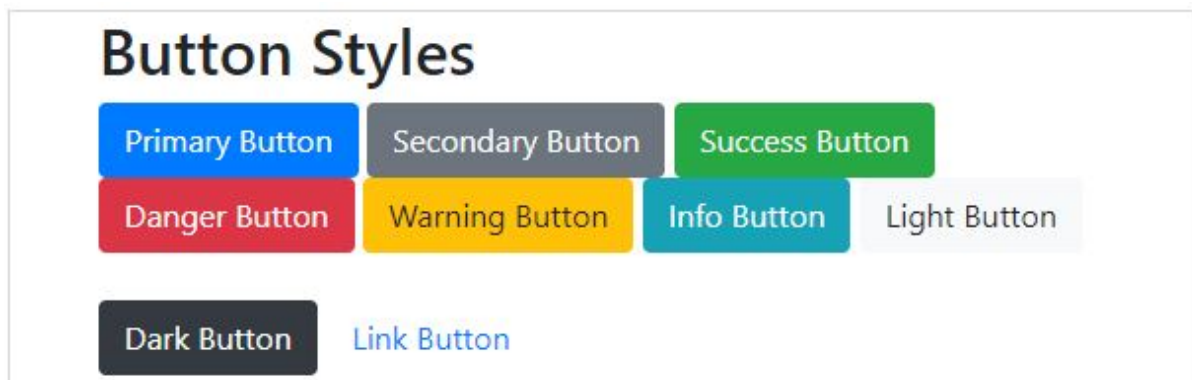 Button Styles
Primary Button Secondary Button Success Button
Danger Button Warning Button Info Button Light Button
Dark Button Link Button